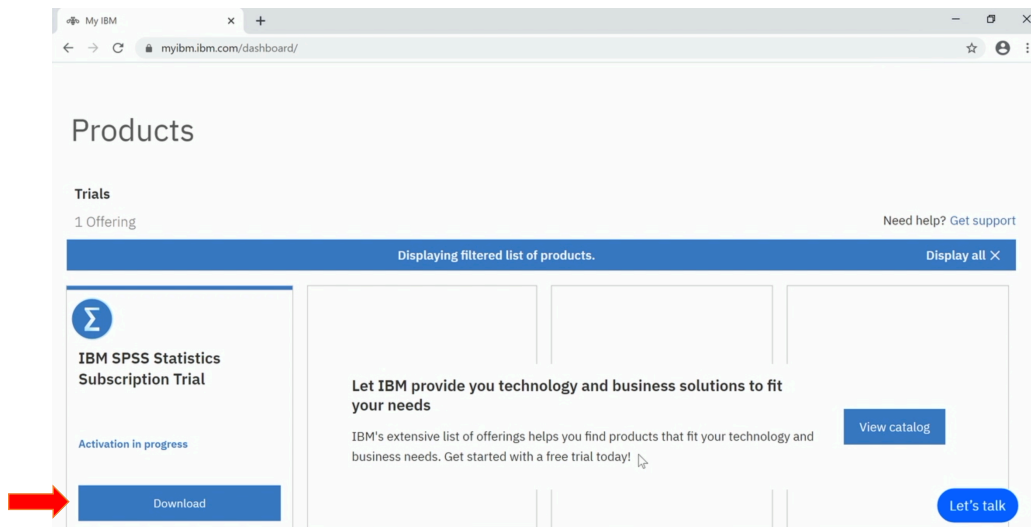 My IBM
myibm.ibm.com/dashboard/
Products
Trials
1 Offering
Need help? Get support
Displaying filtered list of products.
Display all ×
Σ
IBM SPSS Statistics
Subscription Trial
Activation in progress
Download
Let IBM provide you technology and business solutions to fit
your needs
IBM's extensive list of offerings helps you find products that fit your technology and
business needs. Get started with a free trial today!
View catalog
Let's talk